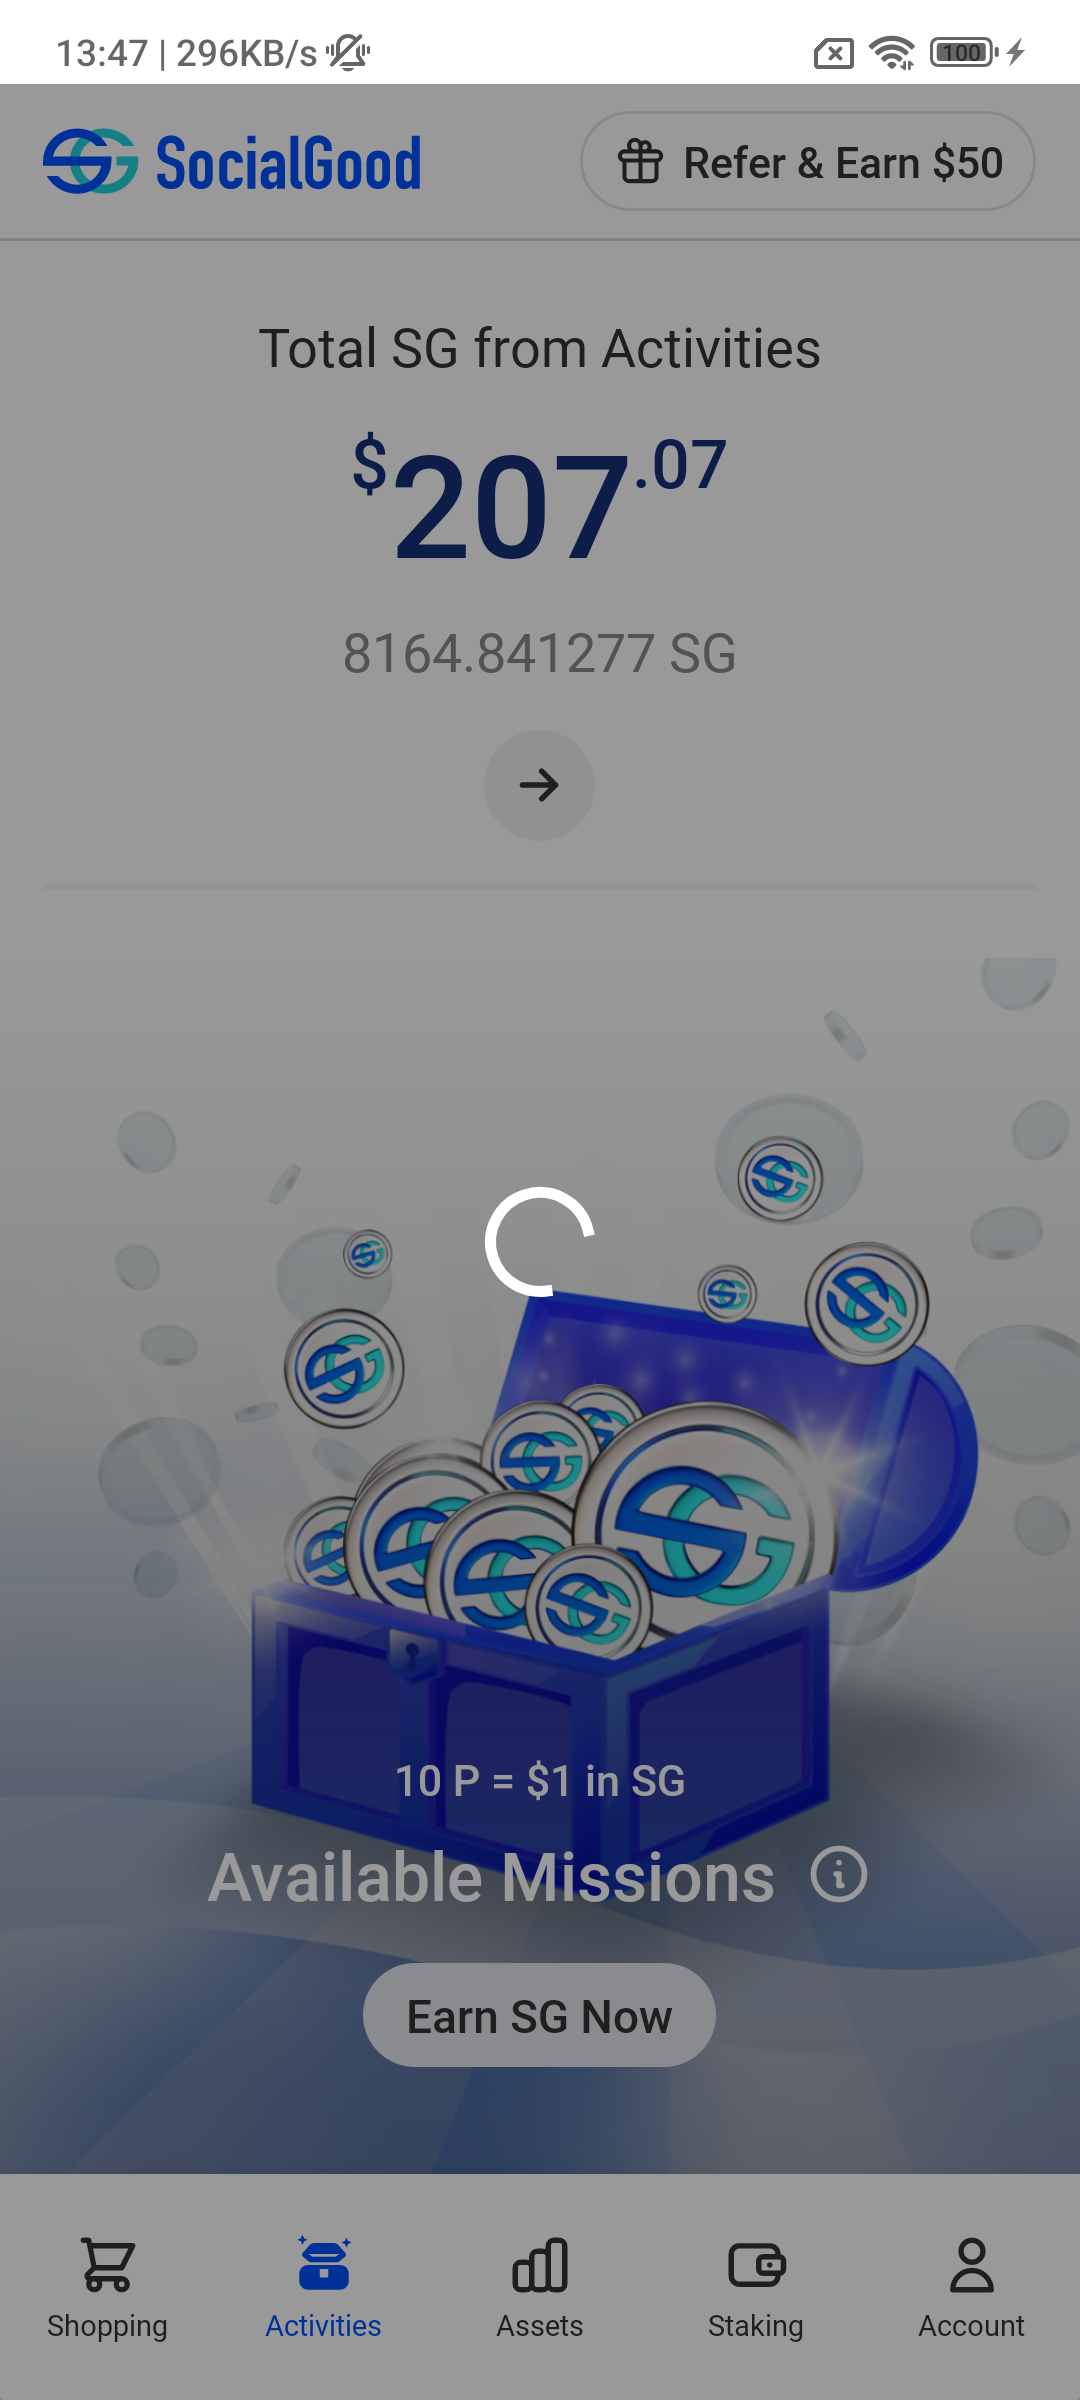 13:47 | 296KB/s
100
SocialGood
Refer & Earn $50
Total SG from Activities
$207.07
8164.841277 SG
10 P = $1 in SG
Available Missions
Earn SG Now
Shopping
Activities
Assets
Staking
Account